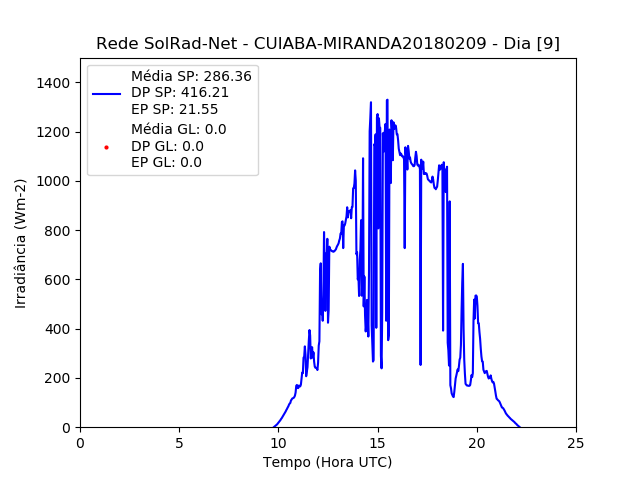 Rede SolRad-Net - CUIABA-MIRANDA20180209 - Dia [9]
Média SP: 286.36
DP SP: 416.21
EP SP: 21.55
Média GL: 0.0
DP GL: 0.0
EP GL: 0.0
Irradiância (Wm-2)
1400
1200
1000
800
600
400
200
0
0 5 10 15 20 25
Tempo (Hora UTC)